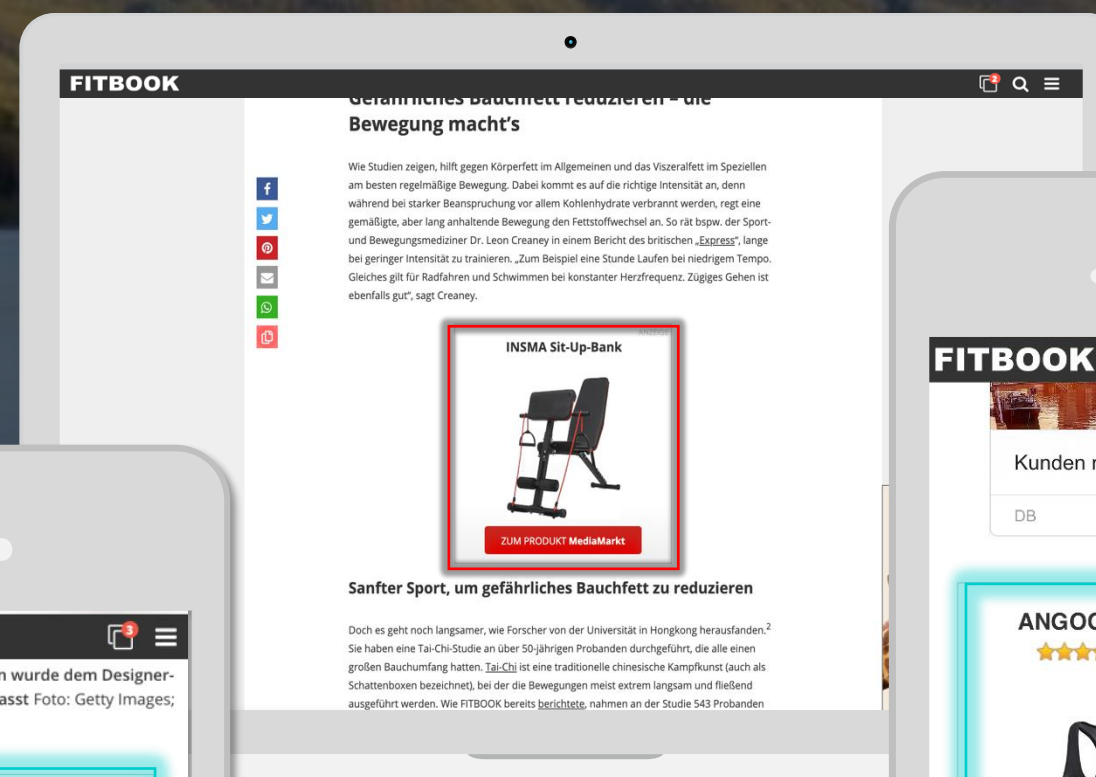 FITBOOK
2
Gefährliches Bauchfett reduzieren – die
Bewegung macht's
Wie Studien zeigen, hilft gegen Körperfett im Allgemeinen und das Viszeralfett im Speziellen
am besten regelmäßige Bewegung. Dabei kommt es auf die richtige Intensität an, denn
während bei starker Beanspruchung vor allem Kohlenhydrate verbrannt werden, regt eine
gemäßigte, aber lang anhaltende Bewegung den Fettstoffwechsel an. So rät bspw. der Sport-
und Bewegungsmediziner Dr. Leon Creaney in einem Bericht des britischen „Express“, lange
bei geringer Intensität zu trainieren. „Zum Beispiel eine Stunde Laufen bei niedrigem Tempo.
Gleiches gilt für Radfahren und Schwimmen bei konstanter Herzfrequenz. Zügiges Gehen ist
ebenfalls gut“, sagt Creaney.
ANZEIGE
INSMA Sit-Up-Bank
ZUM PRODUKT MediaMarkt
Sanfter Sport, um gefährliches Bauchfett zu reduzieren
Doch es geht noch langsamer, wie Forscher von der Universität in Hongkong herausfanden.2
Sie haben eine Tai-Chi-Studie an über 50-jährigen Probanden durchgeführt, die alle einen
großen Bauchumfang hatten. Tai-Chi ist eine traditionelle chinesische Kampfkunst (auch als
Schattenboxen bezeichnet), bei der die Bewegungen meist extrem langsam und fließend
ausgeführt werden. Wie FITBOOK bereits berichtete, nahmen an der Studie 543 Probanden
3
n wurde dem Designer-
asst Foto: Getty Images;
FITBOOK
Kunden
DB
ANGOO